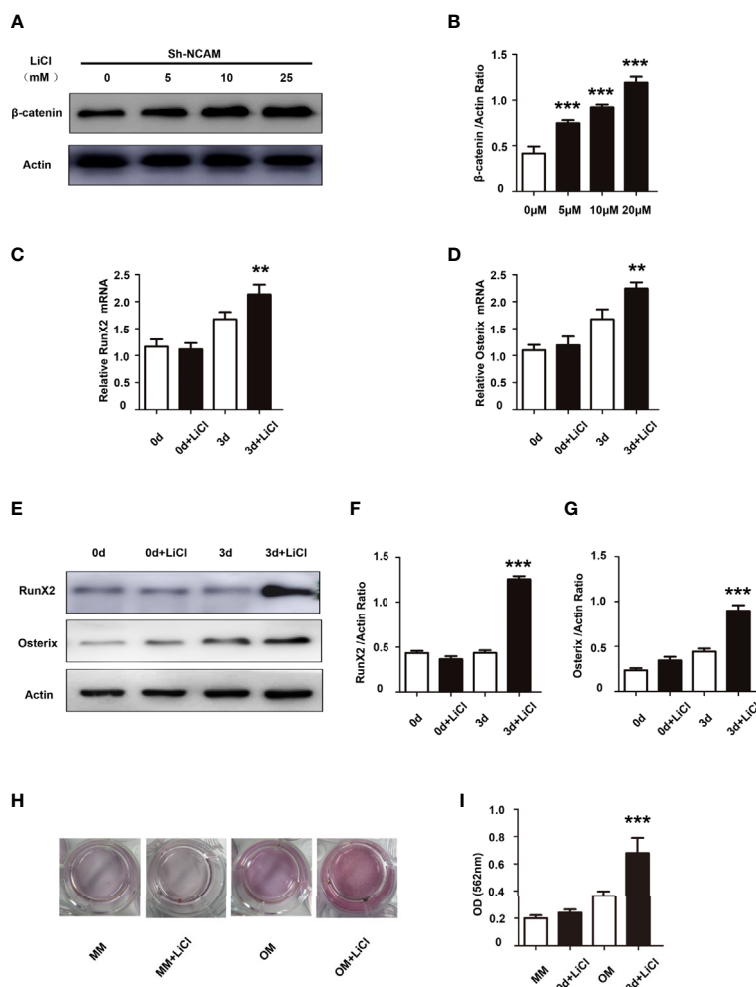 A
Sh-NCAM
LiCl
（mM）
0 5 10 25
β-catenin
Actin
B
β-catenin /Actin Ratio
1.5
1.0
0.5
0
***
***
***
0μM 5μM 10μM 20μM
C
Relative RunX2 mRNA
2.5
2.0
1.5
1.0
0.5
0
**
0d 0d+LiCl 3d 3d+LiCl
D
Relative Osterix mRNA
2.5
2.0
1.5
1.0
0.5
0
**
0d 0d+LiCl 3d 3d+LiCl
E
0d 0d+LiCl 3d 3d+LiCl
RunX2
Osterix
Actin
F
RunX2 /Actin Ratio
1.5
1.0
0.5
0
***
0d 0d+LiCl 3d 3d+LiCl
G
Osterix /Actin Ratio
1.5
1.0
0.5
0
***
0d 0d+LiCl 3d 3d+LiCl
H
MM MM+LiCl OM OM+LiCl
I
OD (562nm)
1.0
0.8
0.6
0.4
0.2
0
***
MM 0d+LiCl OM 3d+LiCl